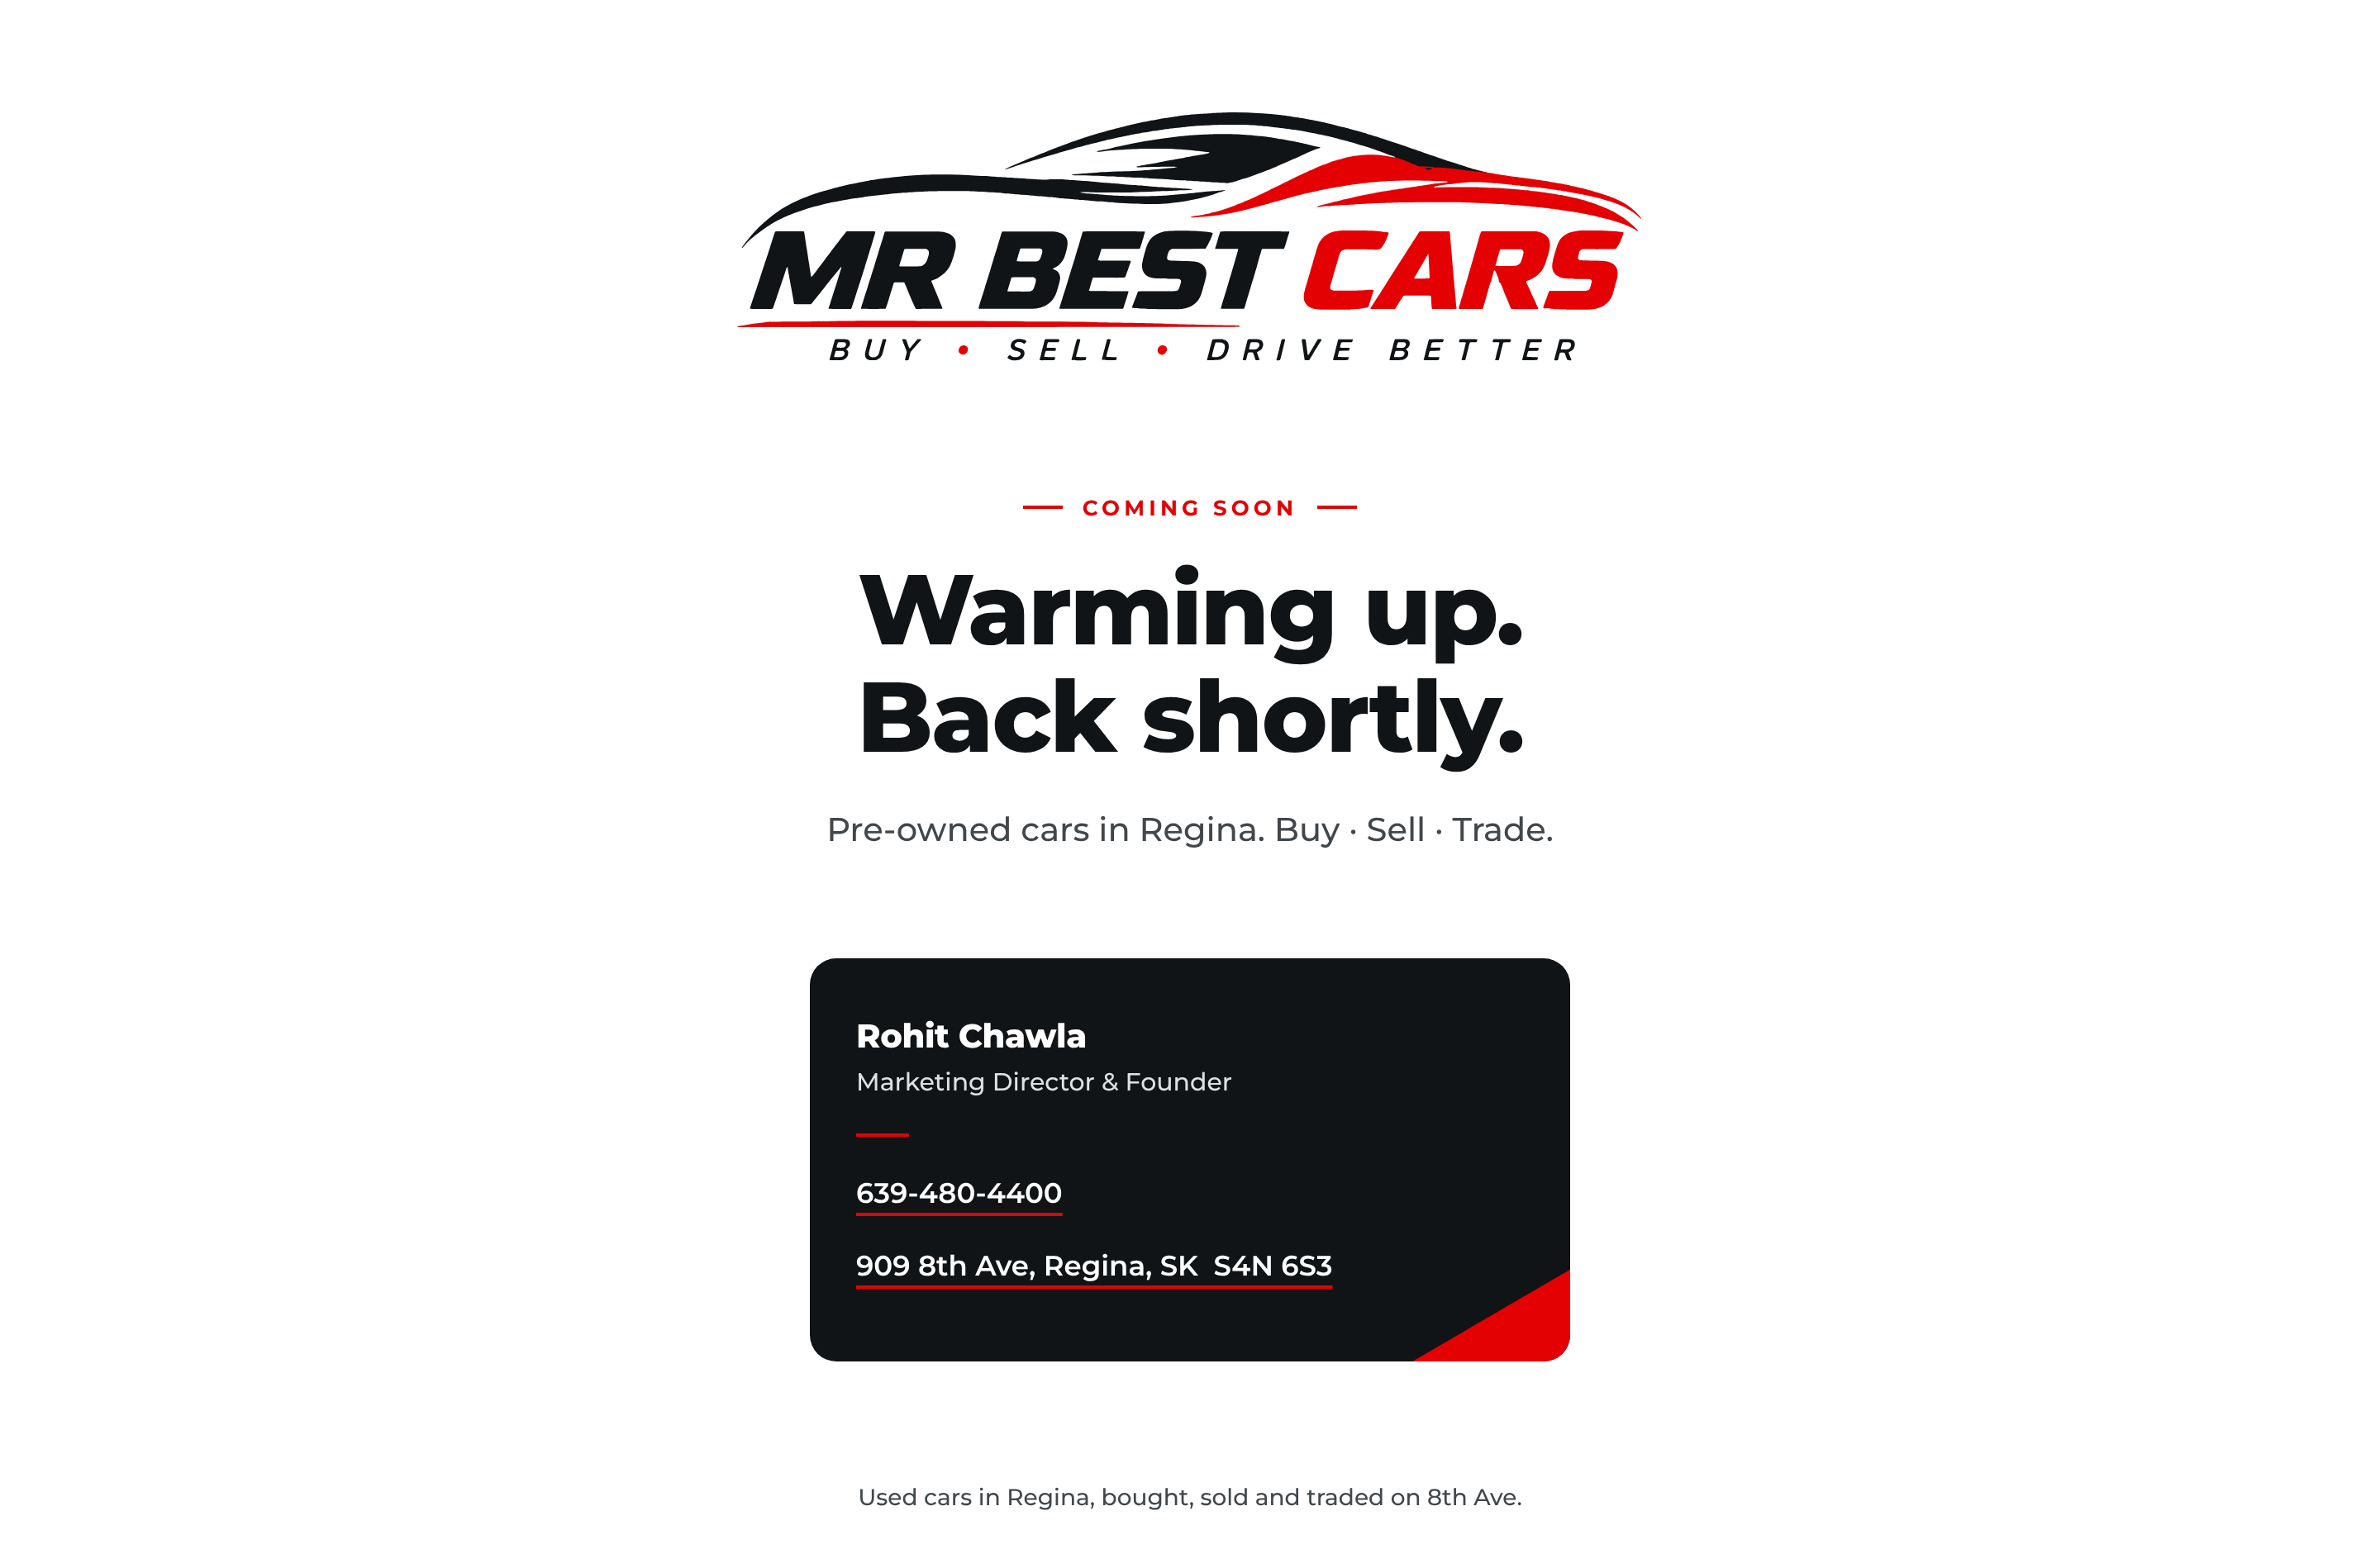 MR BEST CARS
BUY • SELL • DRIVE BETTER
COMING SOON
Warming up.
Back shortly.
Pre-owned cars in Regina. Buy · Sell · Trade.
Rohit Chawla
Marketing Director & Founder
639-480-4400
909 8th Ave, Regina, SK  S4N 6S3
Used cars in Regina, bought, sold and traded on 8th Ave.